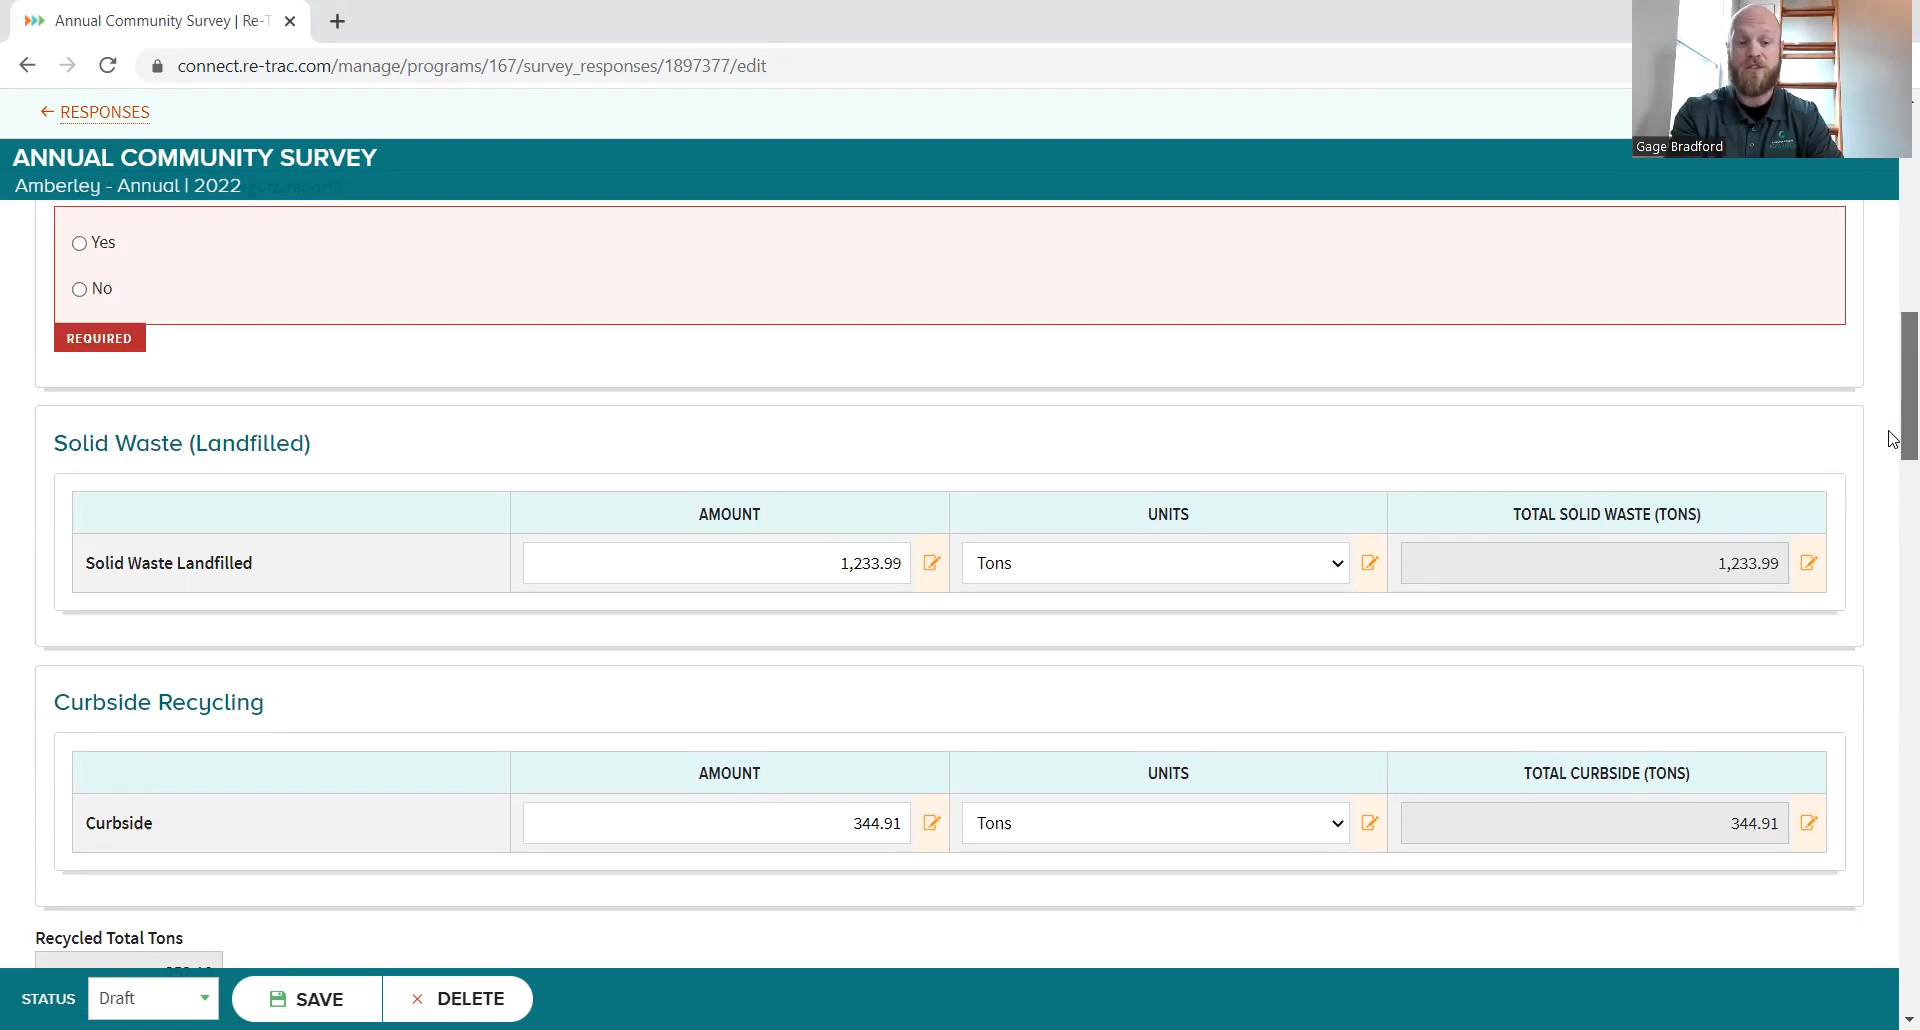 Annual Community Survey | Re-T
connect.re-trac.com/manage/programs/167/survey_responses/1897377/edit
Gage Bradford
RESPONSES
ANNUAL COMMUNITY SURVEY
Amberley - Annual | 2022
Yes
No
REQUIRED
Solid Waste (Landfilled)
AMOUNT UNITS TOTAL SOLID WASTE (TONS)
Solid Waste Landfilled 1,233.99 Tons 1,233.99
Curbside Recycling
AMOUNT UNITS TOTAL CURBSIDE (TONS)
Curbside 344.91 Tons 344.91
Recycled Total Tons
STATUS Draft SAVE DELETE